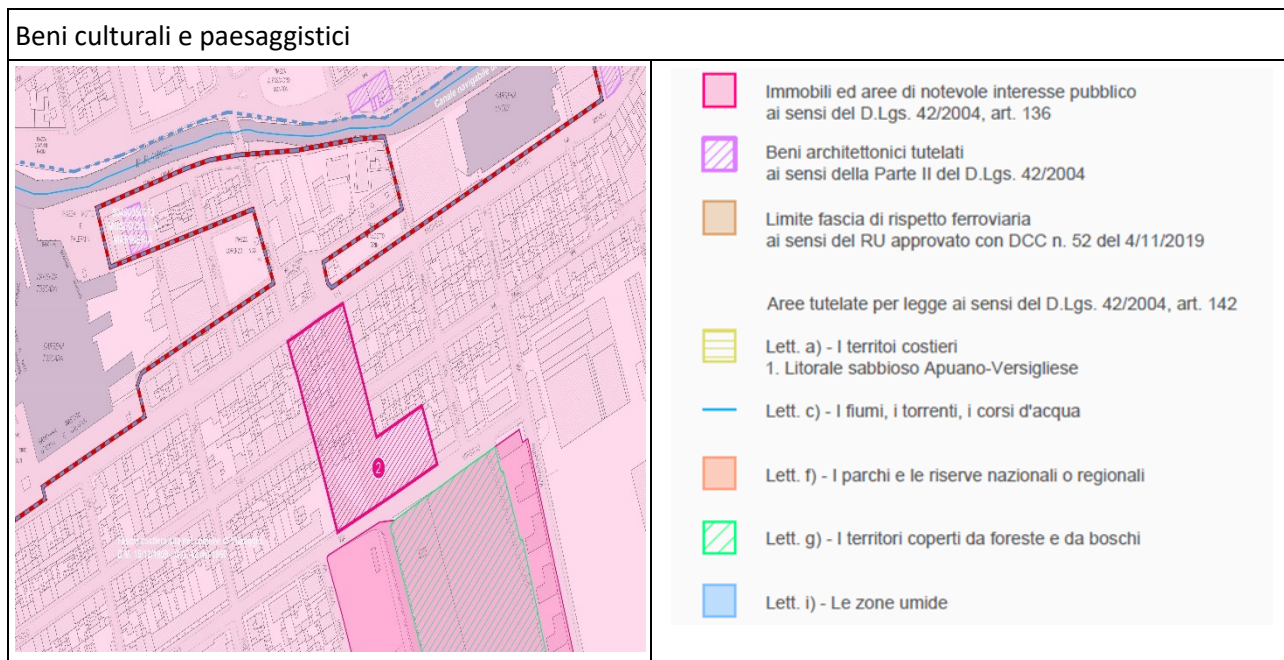 Beni culturali e paesaggistici
Canale navigabile
2
Immobili ed aree di notevole interesse pubblico
ai sensi del D.Lgs. 42/2004, art. 136
Beni architettonici tutelati
ai sensi della Parte II del D.Lgs. 42/2004
Limite fascia di rispetto ferroviaria
ai sensi del RU approvato con DCC n. 52 del 4/11/2019
Aree tutelate per legge ai sensi del D.Lgs. 42/2004, art. 142
Lett. a) - I territoi costieri
1. Litorale sabbioso Apuano-Versigliese
Lett. c) - I fiumi, i torrenti, i corsi d'acqua
Lett. f) - I parchi e le riserve nazionali o regionali
Lett. g) - I territori coperti da foreste e da boschi
Lett. i) - Le zone umide